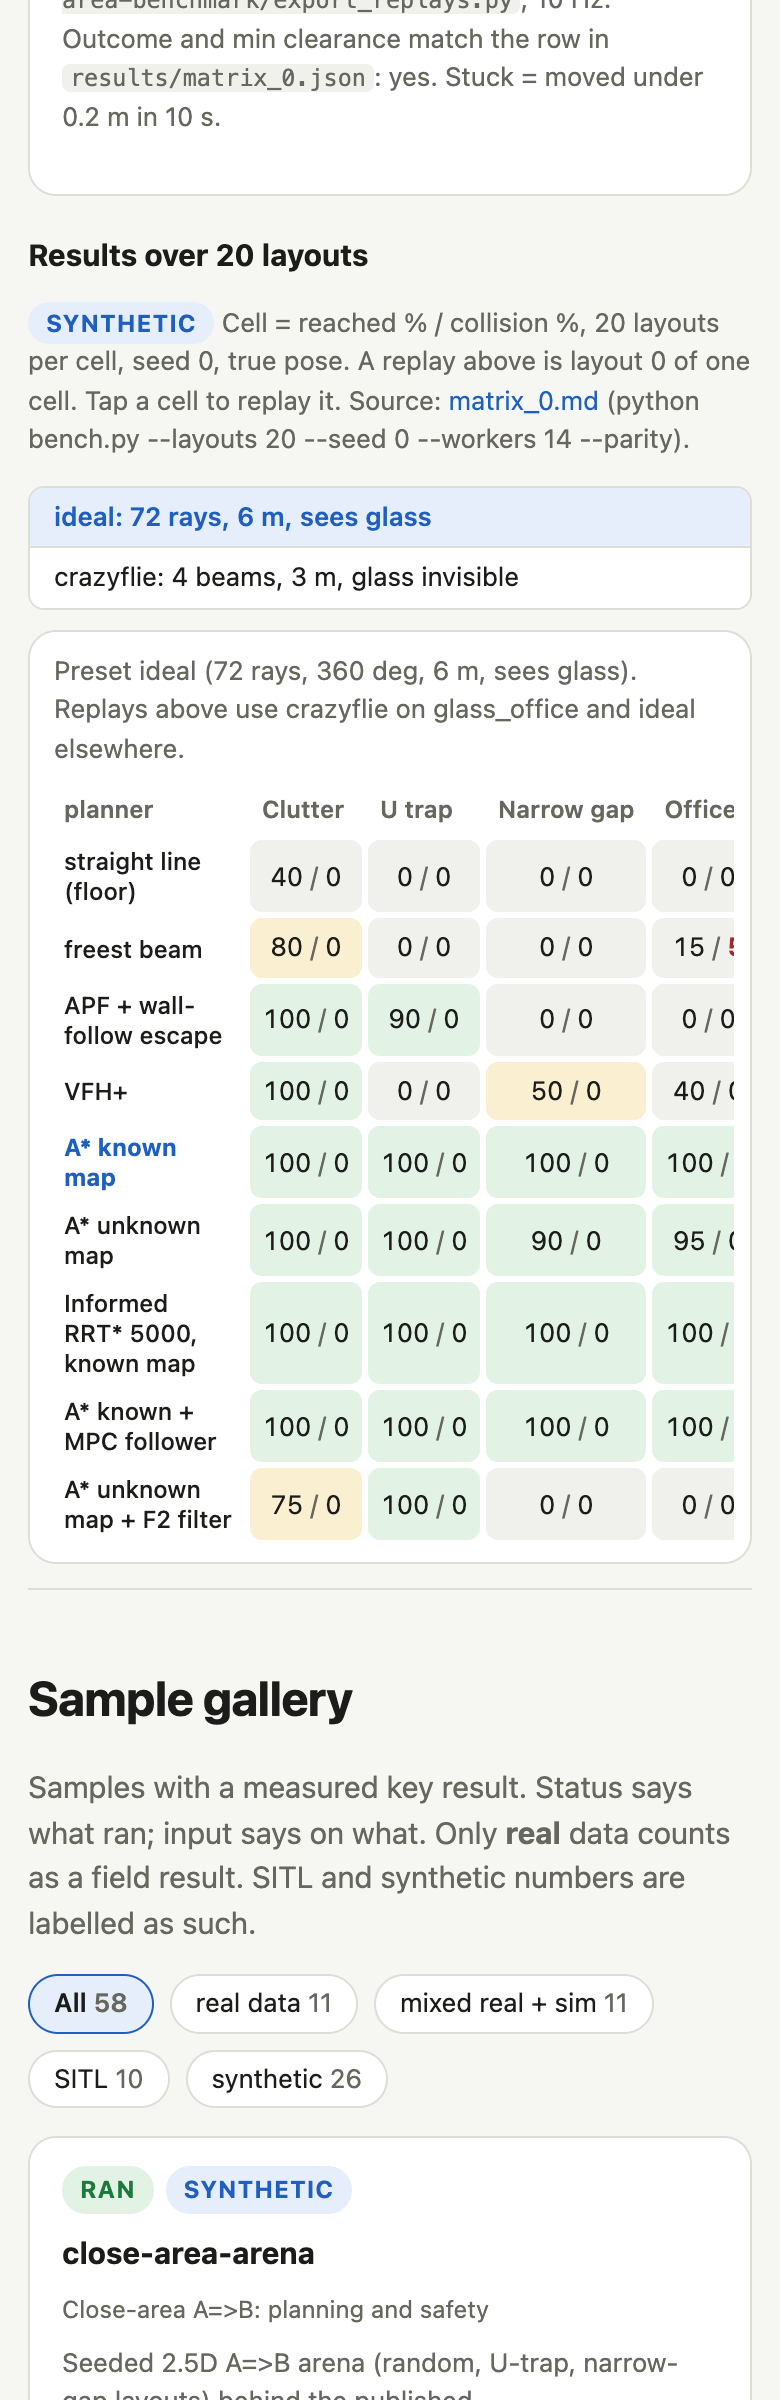 area-benchmark/export_replays.py, 10 Hz.
Outcome and min clearance match the row in
results/matrix_0.json: yes. Stuck = moved under
0.2 m in 10 s.
Results over 20 layouts
SYNTHETIC Cell = reached % / collision %, 20 layouts
per cell, seed 0, true pose. A replay above is layout 0 of one
cell. Tap a cell to replay it. Source: matrix_0.md (python
bench.py --layouts 20 --seed 0 --workers 14 --parity).
ideal: 72 rays, 6 m, sees glass
crazyflie: 4 beams, 3 m, glass invisible
Preset ideal (72 rays, 360 deg, 6 m, sees glass).
Replays above use crazyflie on glass_office and ideal
elsewhere.
planner Clutter U trap Narrow gap Office
straight line
(floor) 40 / 0 0 / 0 0 / 0 0 / 0
freest beam 80 / 0 0 / 0 0 / 0 15 /
APF + wall-
follow escape 100 / 0 90 / 0 0 / 0 0 / 0
VFH+ 100 / 0 0 / 0 50 / 0 40 /
A* known
map 100 / 0 100 / 0 100 / 0 100 /
A* unknown
map 100 / 0 100 / 0 90 / 0 95 /
Informed
RRT* 5000,
known map 100 / 0 100 / 0 100 / 0 100 /
A* known +
MPC follower 100 / 0 100 / 0 100 / 0 100 /
A* unknown
map + F2 filter 75 / 0 100 / 0 0 / 0 0 / 0
Sample gallery
Samples with a measured key result. Status says
what ran; input says on what. Only real data counts
as a field result. SITL and synthetic numbers are
labelled as such.
All 58 real data 11 mixed real + sim 11
SITL 10 synthetic 26
RAN SYNTHETIC
close-area-arena
Close-area A=>B: planning and safety
Seeded 2.5D A=>B arena (random, U-trap, narrow-
gap layouts) behind the published